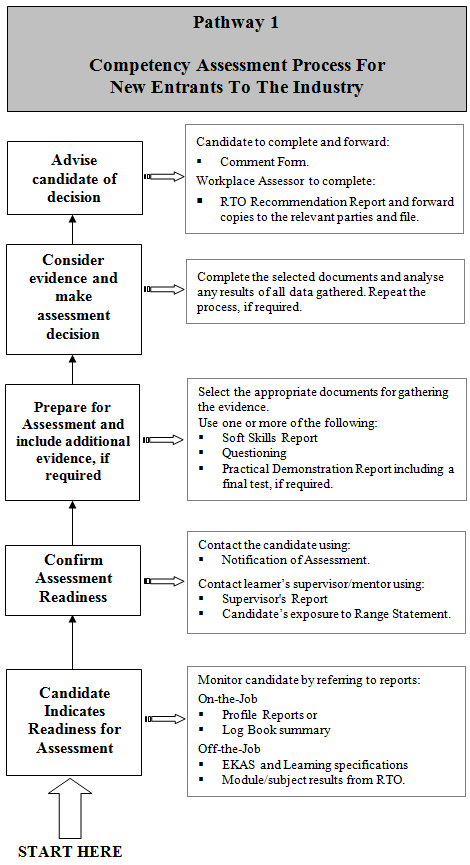 Pathway 1
Competency Assessment Process For
New Entrants To The Industry
Advise
candidate of
decision
Candidate to complete and forward:
▪ Comment Form.
Workplace Assessor to complete:
▪ RTO Recommendation Report and forward
copies to the relevant parties and file.
Consider
evidence and
make
assessment
decision
Complete the selected documents and analyse
any results of all data gathered. Repeat the
process, if required.
Prepare for
Assessment and
include additional
evidence, if
required
Select the appropriate documents for gathering
the evidence.
Use one or more of the following:
▪ Soft Skills Report
▪ Questioning
▪ Practical Demonstration Report including a
final test, if required.
Confirm
Assessment
Readiness
Contact the candidate using:
▪ Notification of Assessment.
Contact learner's supervisor/mentor using:
▪ Supervisor's Report
▪ Candidate's exposure to Range Statement.
Candidate
Indicates
Readiness for
Assessment
Monitor candidate by referring to reports:
On-the-Job
▪ Profile Reports or
▪ Log Book summary
Off-the-Job
▪ EKAS and Learning specifications
▪ Module/subject results from RTO.
START HERE